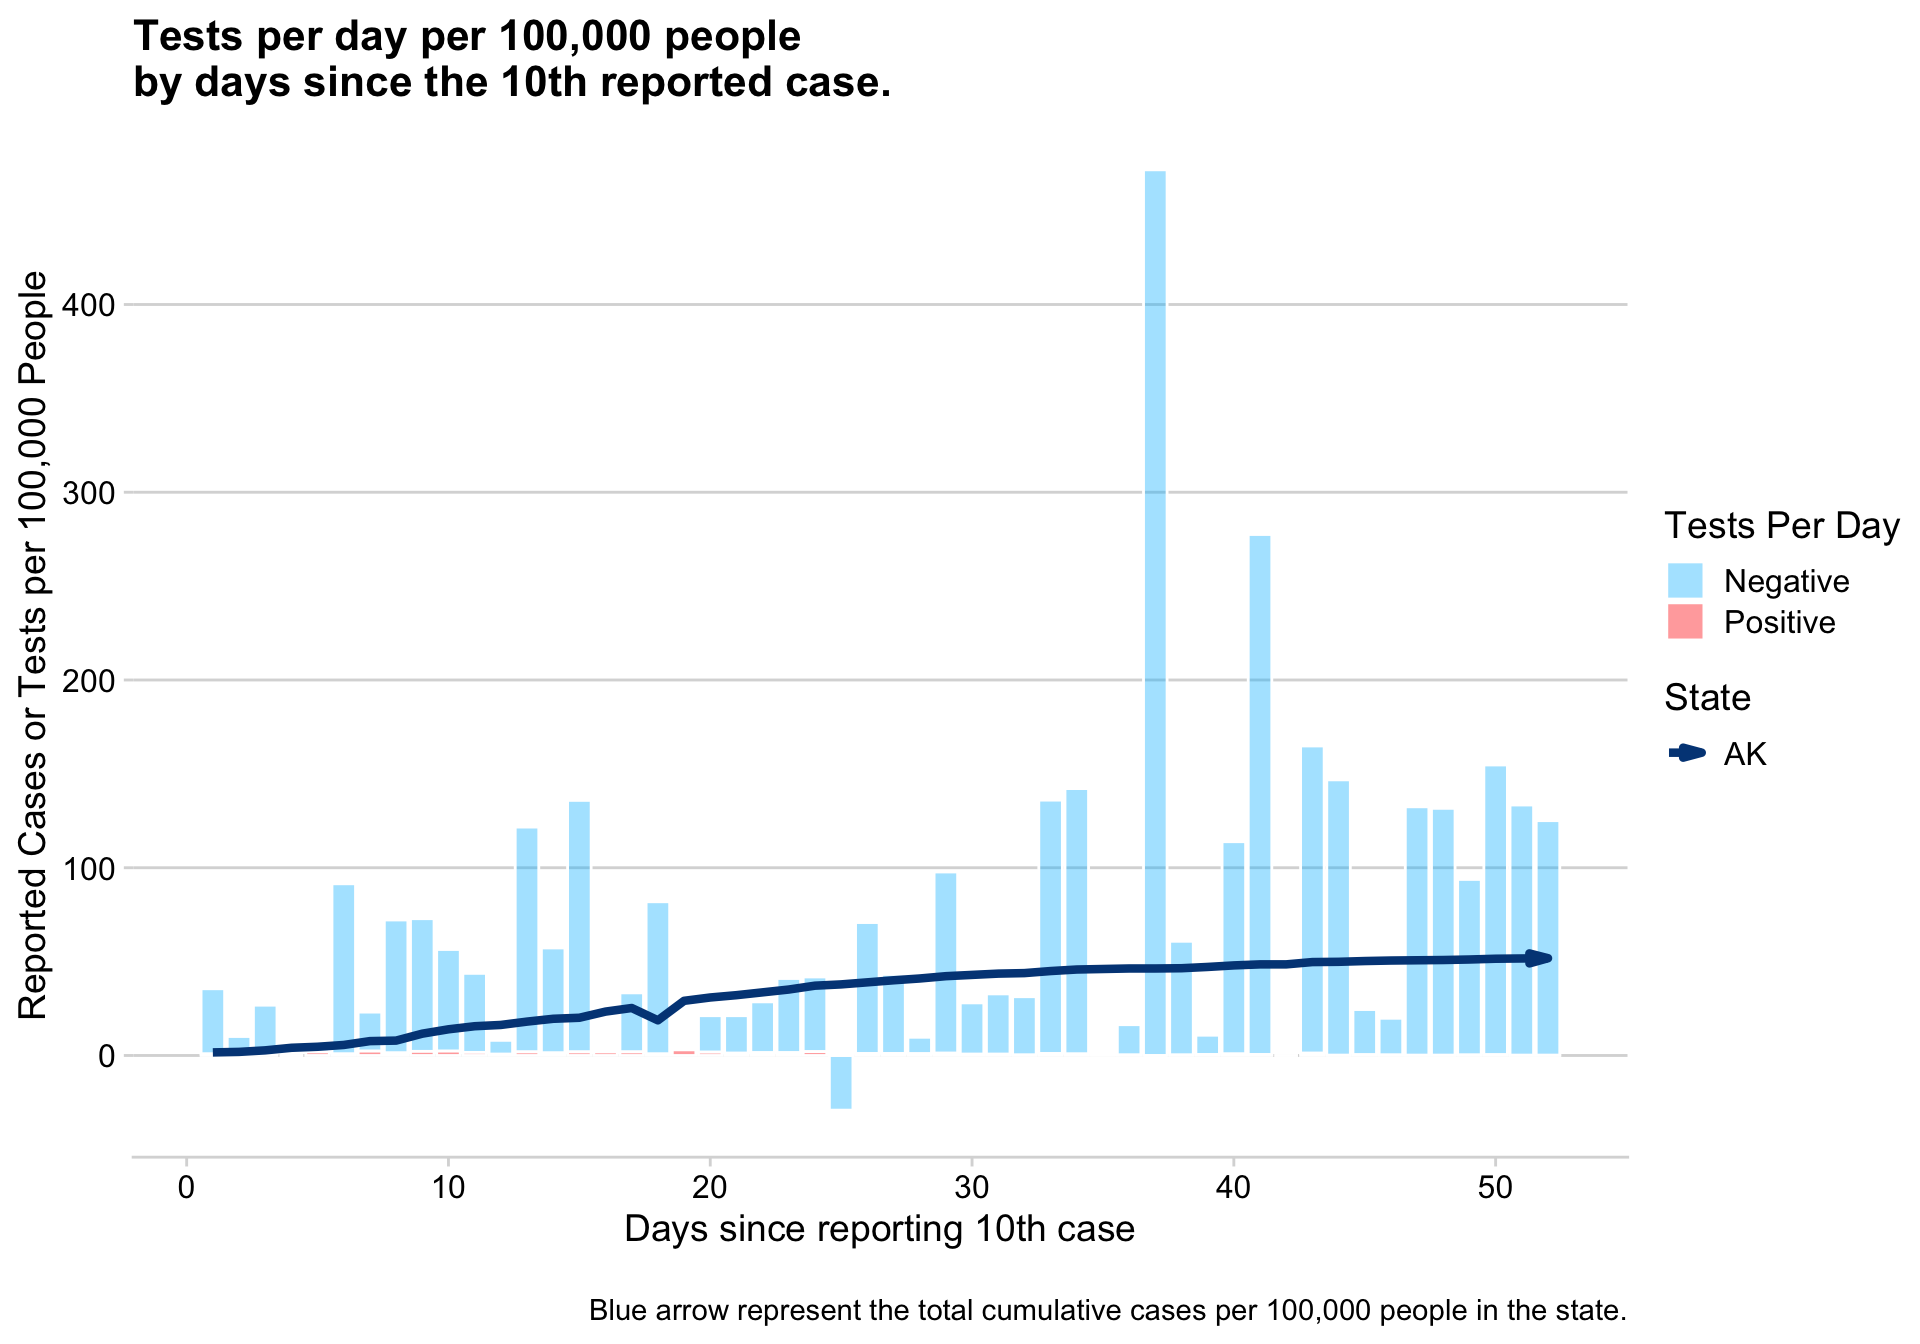 Tests per day per 100,000 people
by days since the 10th reported case.
Reported Cases or Tests per 100,000 People
400
300
200
100
0
0 10 20 30 40 50
Days since reporting 10th case
Tests Per Day
Negative
Positive
State
AK
Blue arrow represent the total cumulative cases per 100,000 people in the state.